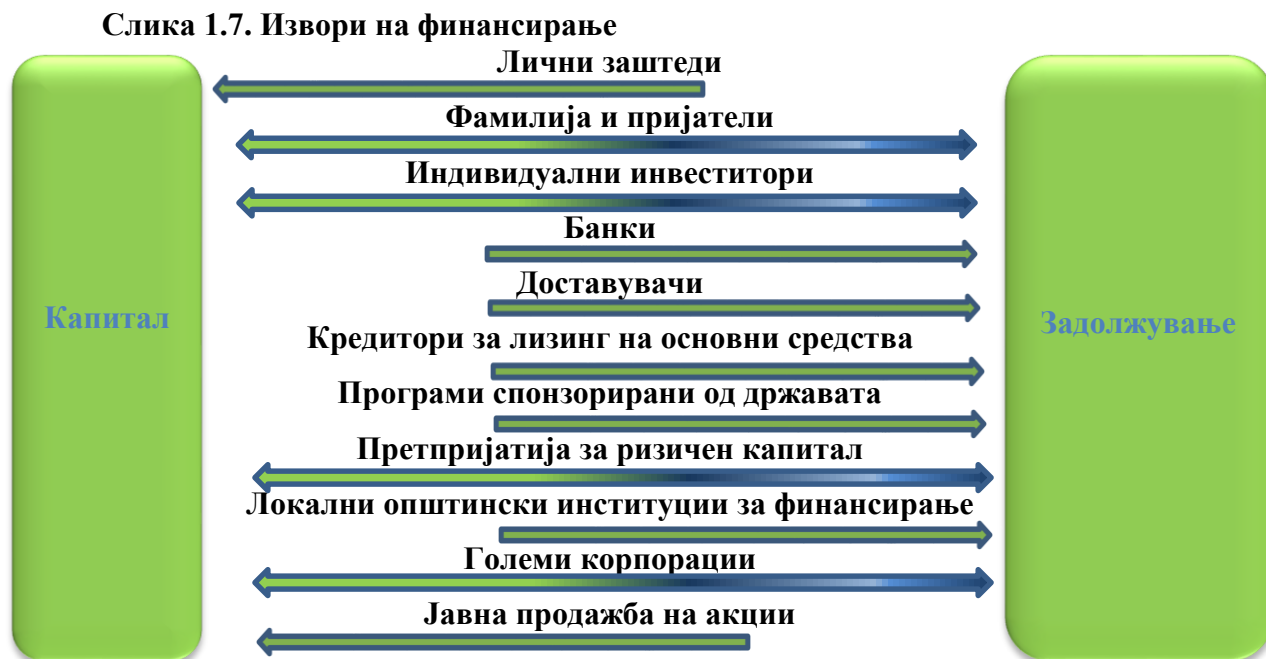 Слика 1.7. Извори на финансирање
Лични заштеди
Фамилија и пријатели
Индивидуални инвеститори
Банки
Доставувачи
Капитал
Задолжување
Кредитори за лизинг на основни средства
Програми спонзорирани од државата
Претпријатија за ризичен капитал
Локални општински институции за финансирање
Големи корпорации
Јавна продажба на акции